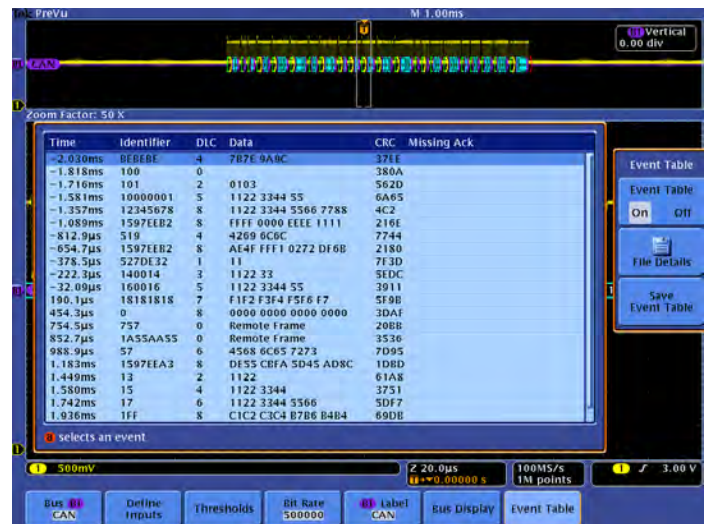 Tek PreVu M 1.00ms
B1 Vertical
0.00 div
B1 CAN
Zoom Factor: 50 X
Time Identifier DLC Data CRC Missing Ack
-2.030ms BEBEBE 4 7B7E 9A9C 37EE
-1.818ms 100 0 380A
-1.716ms 101 2 0103 562D
-1.581ms 10000001 5 1122 3344 55 6A65
-1.357ms 12345678 8 1122 3344 5566 7788 4C2
-1.089ms 1597EEB2 8 FFFF 0000 EEEE 1111 216E
-812.9µs 519 4 4269 6C6C 7744
-654.7µs 1597EEB2 8 AE4F FFF1 0272 DF6B 2180
-378.5µs 527DE32 1 11 7F3D
-222.3µs 140014 3 1122 33 5EDC
-32.09µs 160016 5 1122 3344 55 3911
190.1µs 18181818 7 F1F2 F3F4 F5F6 F7 5F9B
454.3µs 0 8 0000 0000 0000 0000 3DAF
754.5µs 757 0 Remote Frame 20BB
852.7µs 1A55AA55 0 Remote Frame 3536
988.9µs 57 6 4568 6C65 7273 7D95
1.183ms 1597EEA3 8 DE55 CBFA 5D45 AD8C 1DBD
1.449ms 13 2 1122 61A8
1.580ms 15 4 1122 3344 3751
1.742ms 17 6 1122 3344 5566 5DF7
1.936ms 1FF 8 C1C2 C3C4 B7B6 B4B4 69DB
a selects an event
Event Table
Event Table
On Off
File Details
Save
Event Table
1 500mV
Z 20.0µs
0.00000 s
100MS/s
1M points
1 3.00 V
Bus B1
CAN
Define
Inputs
Thresholds
Bit Rate
500000
B1 Label
CAN
Bus Display
Event Table